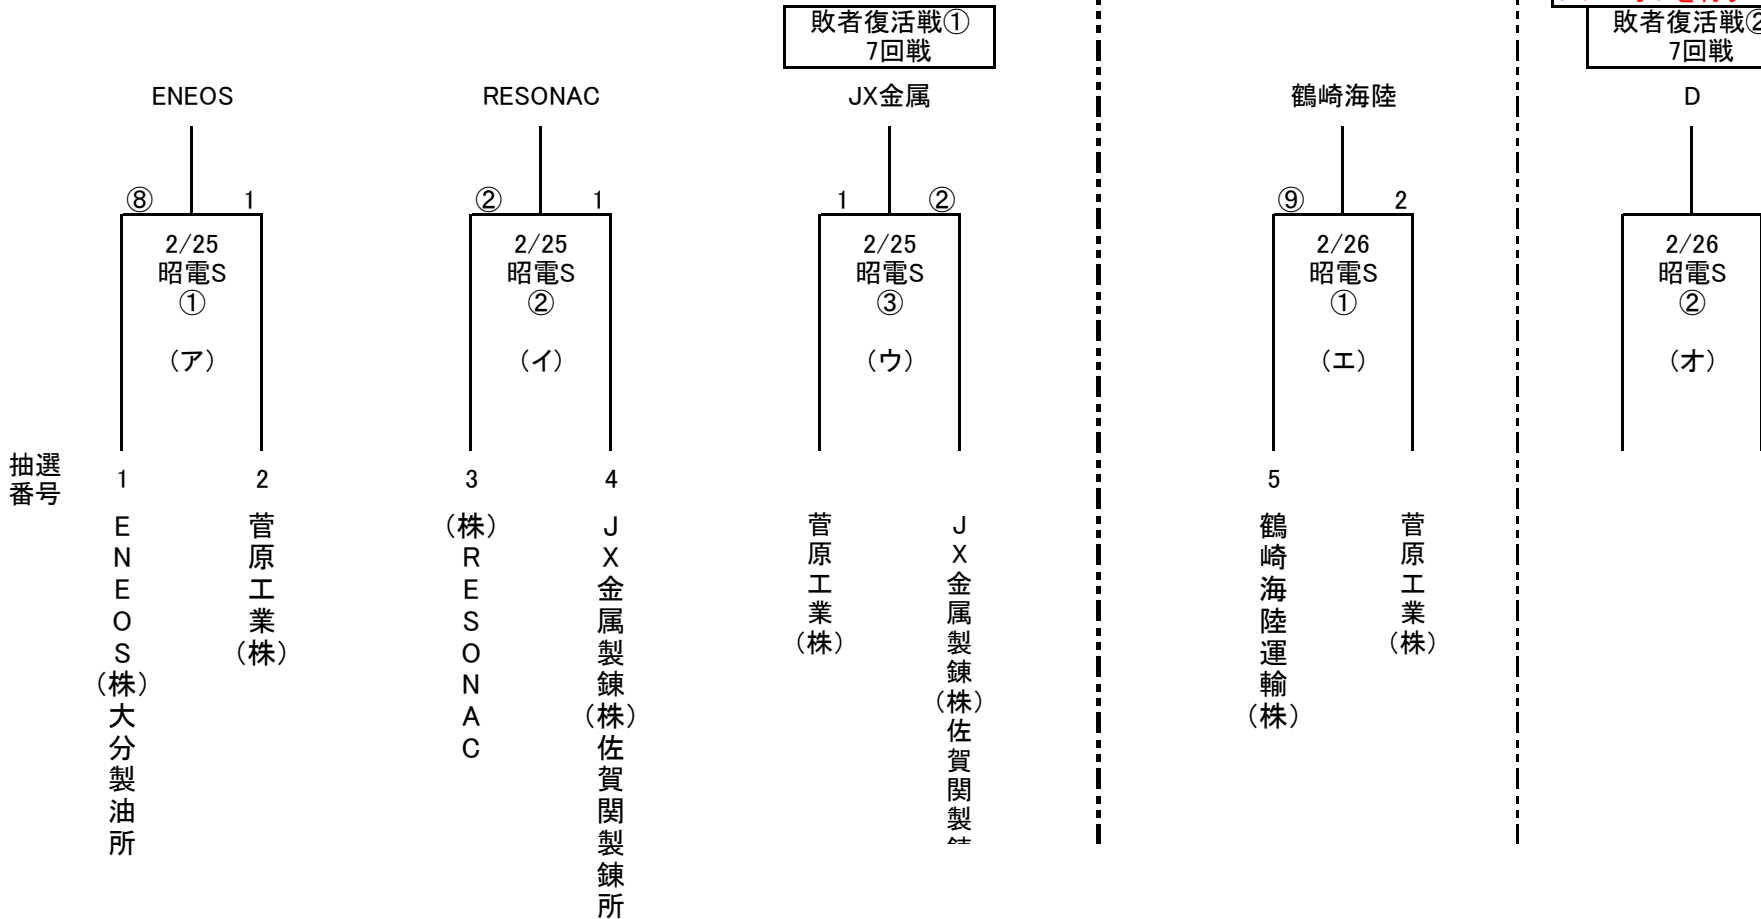 敗者復活戦①
7回戦
敗者復活戦②
7回戦
ENEOS
RESONAC
JX金属
鶴崎海陸
D
⑧ 1
② 1
1 ②
⑨ 2
2/25
昭電S
①
（ア）
2/25
昭電S
②
（イ）
2/25
昭電S
③
（ウ）
2/26
昭電S
①
（エ）
2/26
昭電S
②
（オ）
抽選
番号
1
2
3
4
5
ENEOS（株）大分製油所
菅原工業（株）
（株）RESONAC
JX金属製錬（株）佐賀関製錬所
菅原工業（株）
JX金属製錬（株）佐賀関製
鶴崎海陸運輸（株）
菅原工業（株）